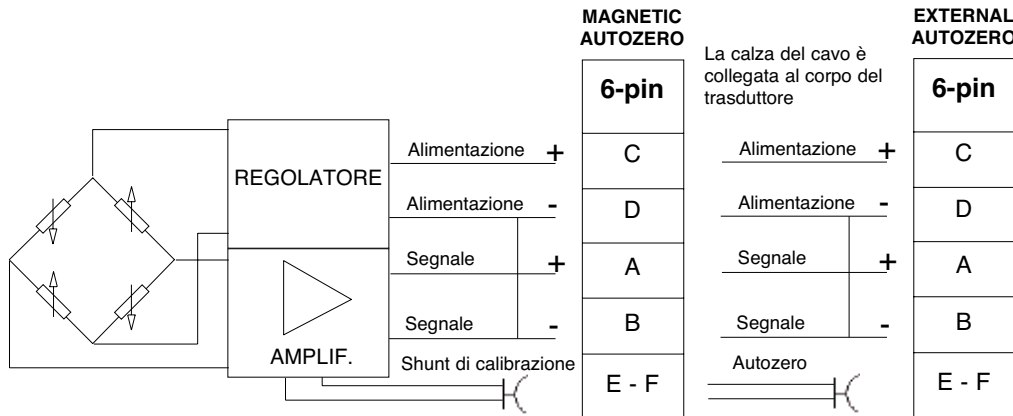 MAGNETIC
AUTOZERO
EXTERNAL
AUTOZERO
La calza del cavo è
collegata al corpo del
trasduttore
6-pin
6-pin
REGOLATORE
Alimentazione +
C
Alimentazione +
C
Alimentazione -
D
Alimentazione -
D
Segnale +
A
Segnale +
A
Segnale -
B
Segnale -
B
AMPLIF.
Shunt di calibrazione
E - F
Autozero
E - F